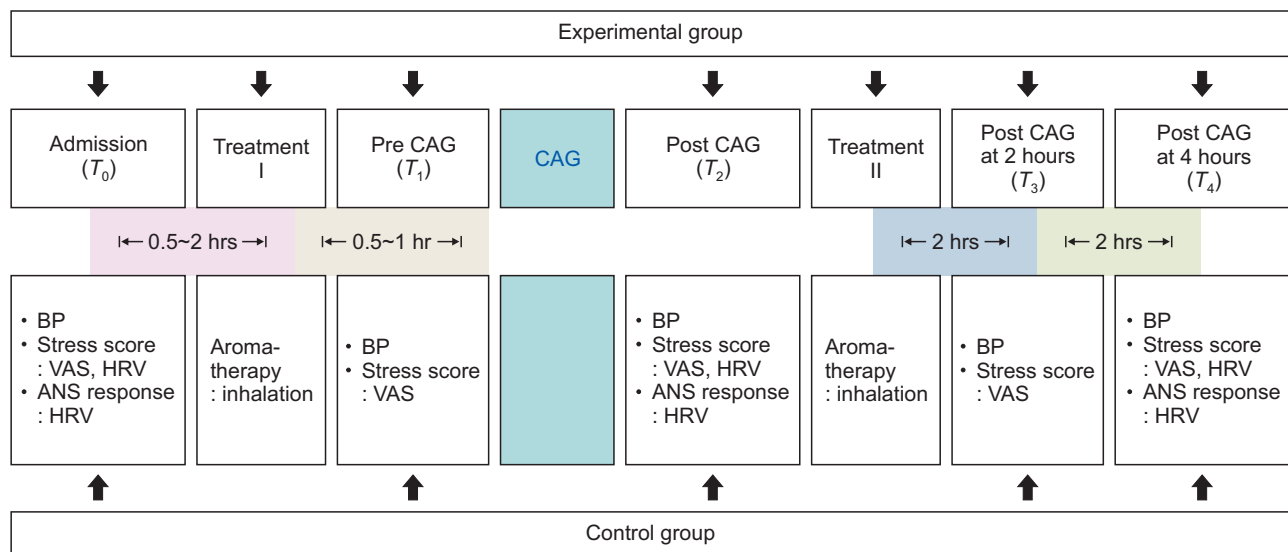 Experimental group
Admission
(T0)
Treatment
I
Pre CAG
(T1)
CAG
Post CAG
(T2)
Treatment
II
Post CAG
at 2 hours
(T3)
Post CAG
at 4 hours
(T4)
0.5~2 hrs
0.5~1 hr
2 hrs
2 hrs
• BP
• Stress score
: VAS, HRV
• ANS response
: HRV
Aroma-
therapy
: inhalation
• BP
• Stress score
: VAS
• BP
• Stress score
: VAS, HRV
• ANS response
: HRV
Aroma-
therapy
: inhalation
• BP
• Stress score
: VAS
• BP
• Stress score
: VAS, HRV
• ANS response
: HRV
Control group